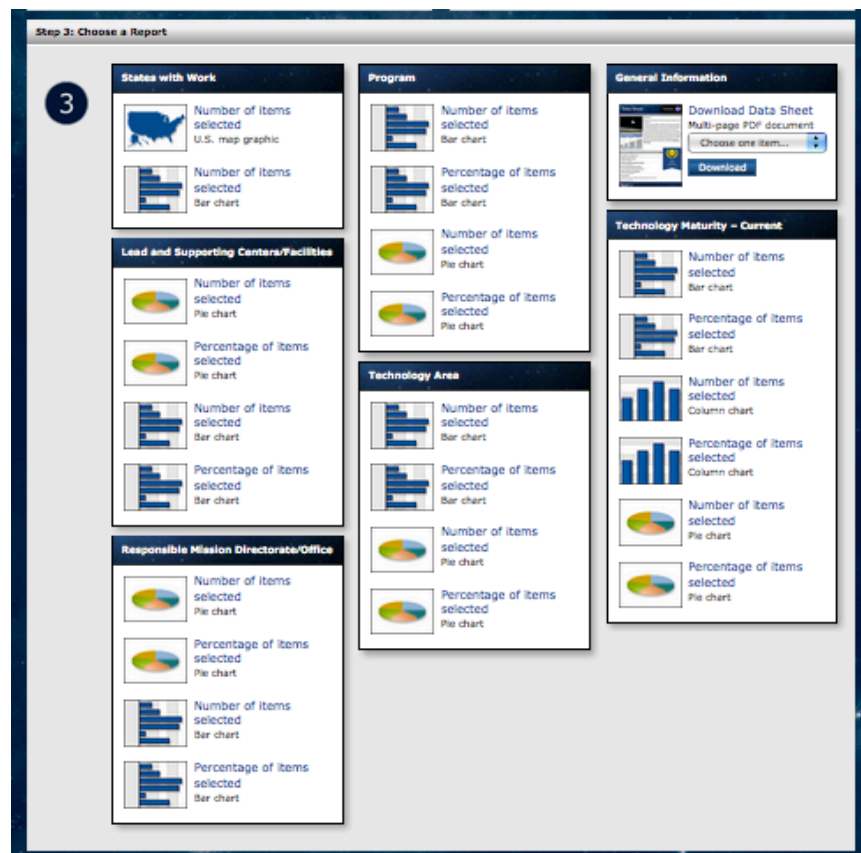 Step 3: Choose a Report
3
States with Work
Number of items
selected
U.S. map graphic
Number of items
selected
Bar chart
Lead and Supporting Centers/Facilities
Number of items
selected
Pie chart
Percentage of items
selected
Pie chart
Number of items
selected
Bar chart
Percentage of items
selected
Bar chart
Responsible Mission Directorate/Office
Number of items
selected
Pie chart
Percentage of items
selected
Pie chart
Number of items
selected
Bar chart
Percentage of items
selected
Bar chart
Program
Number of items
selected
Bar chart
Percentage of items
selected
Bar chart
Number of items
selected
Pie chart
Percentage of items
selected
Pie chart
Technology Area
Number of items
selected
Bar chart
Percentage of items
selected
Bar chart
Number of items
selected
Pie chart
Percentage of items
selected
Pie chart
General Information
Download Data Sheet
Multi-page PDF document
Choose one item...
Download
Technology Maturity – Current
Number of items
selected
Bar chart
Percentage of items
selected
Bar chart
Number of items
selected
Column chart
Percentage of items
selected
Column chart
Number of items
selected
Pie chart
Percentage of items
selected
Pie chart